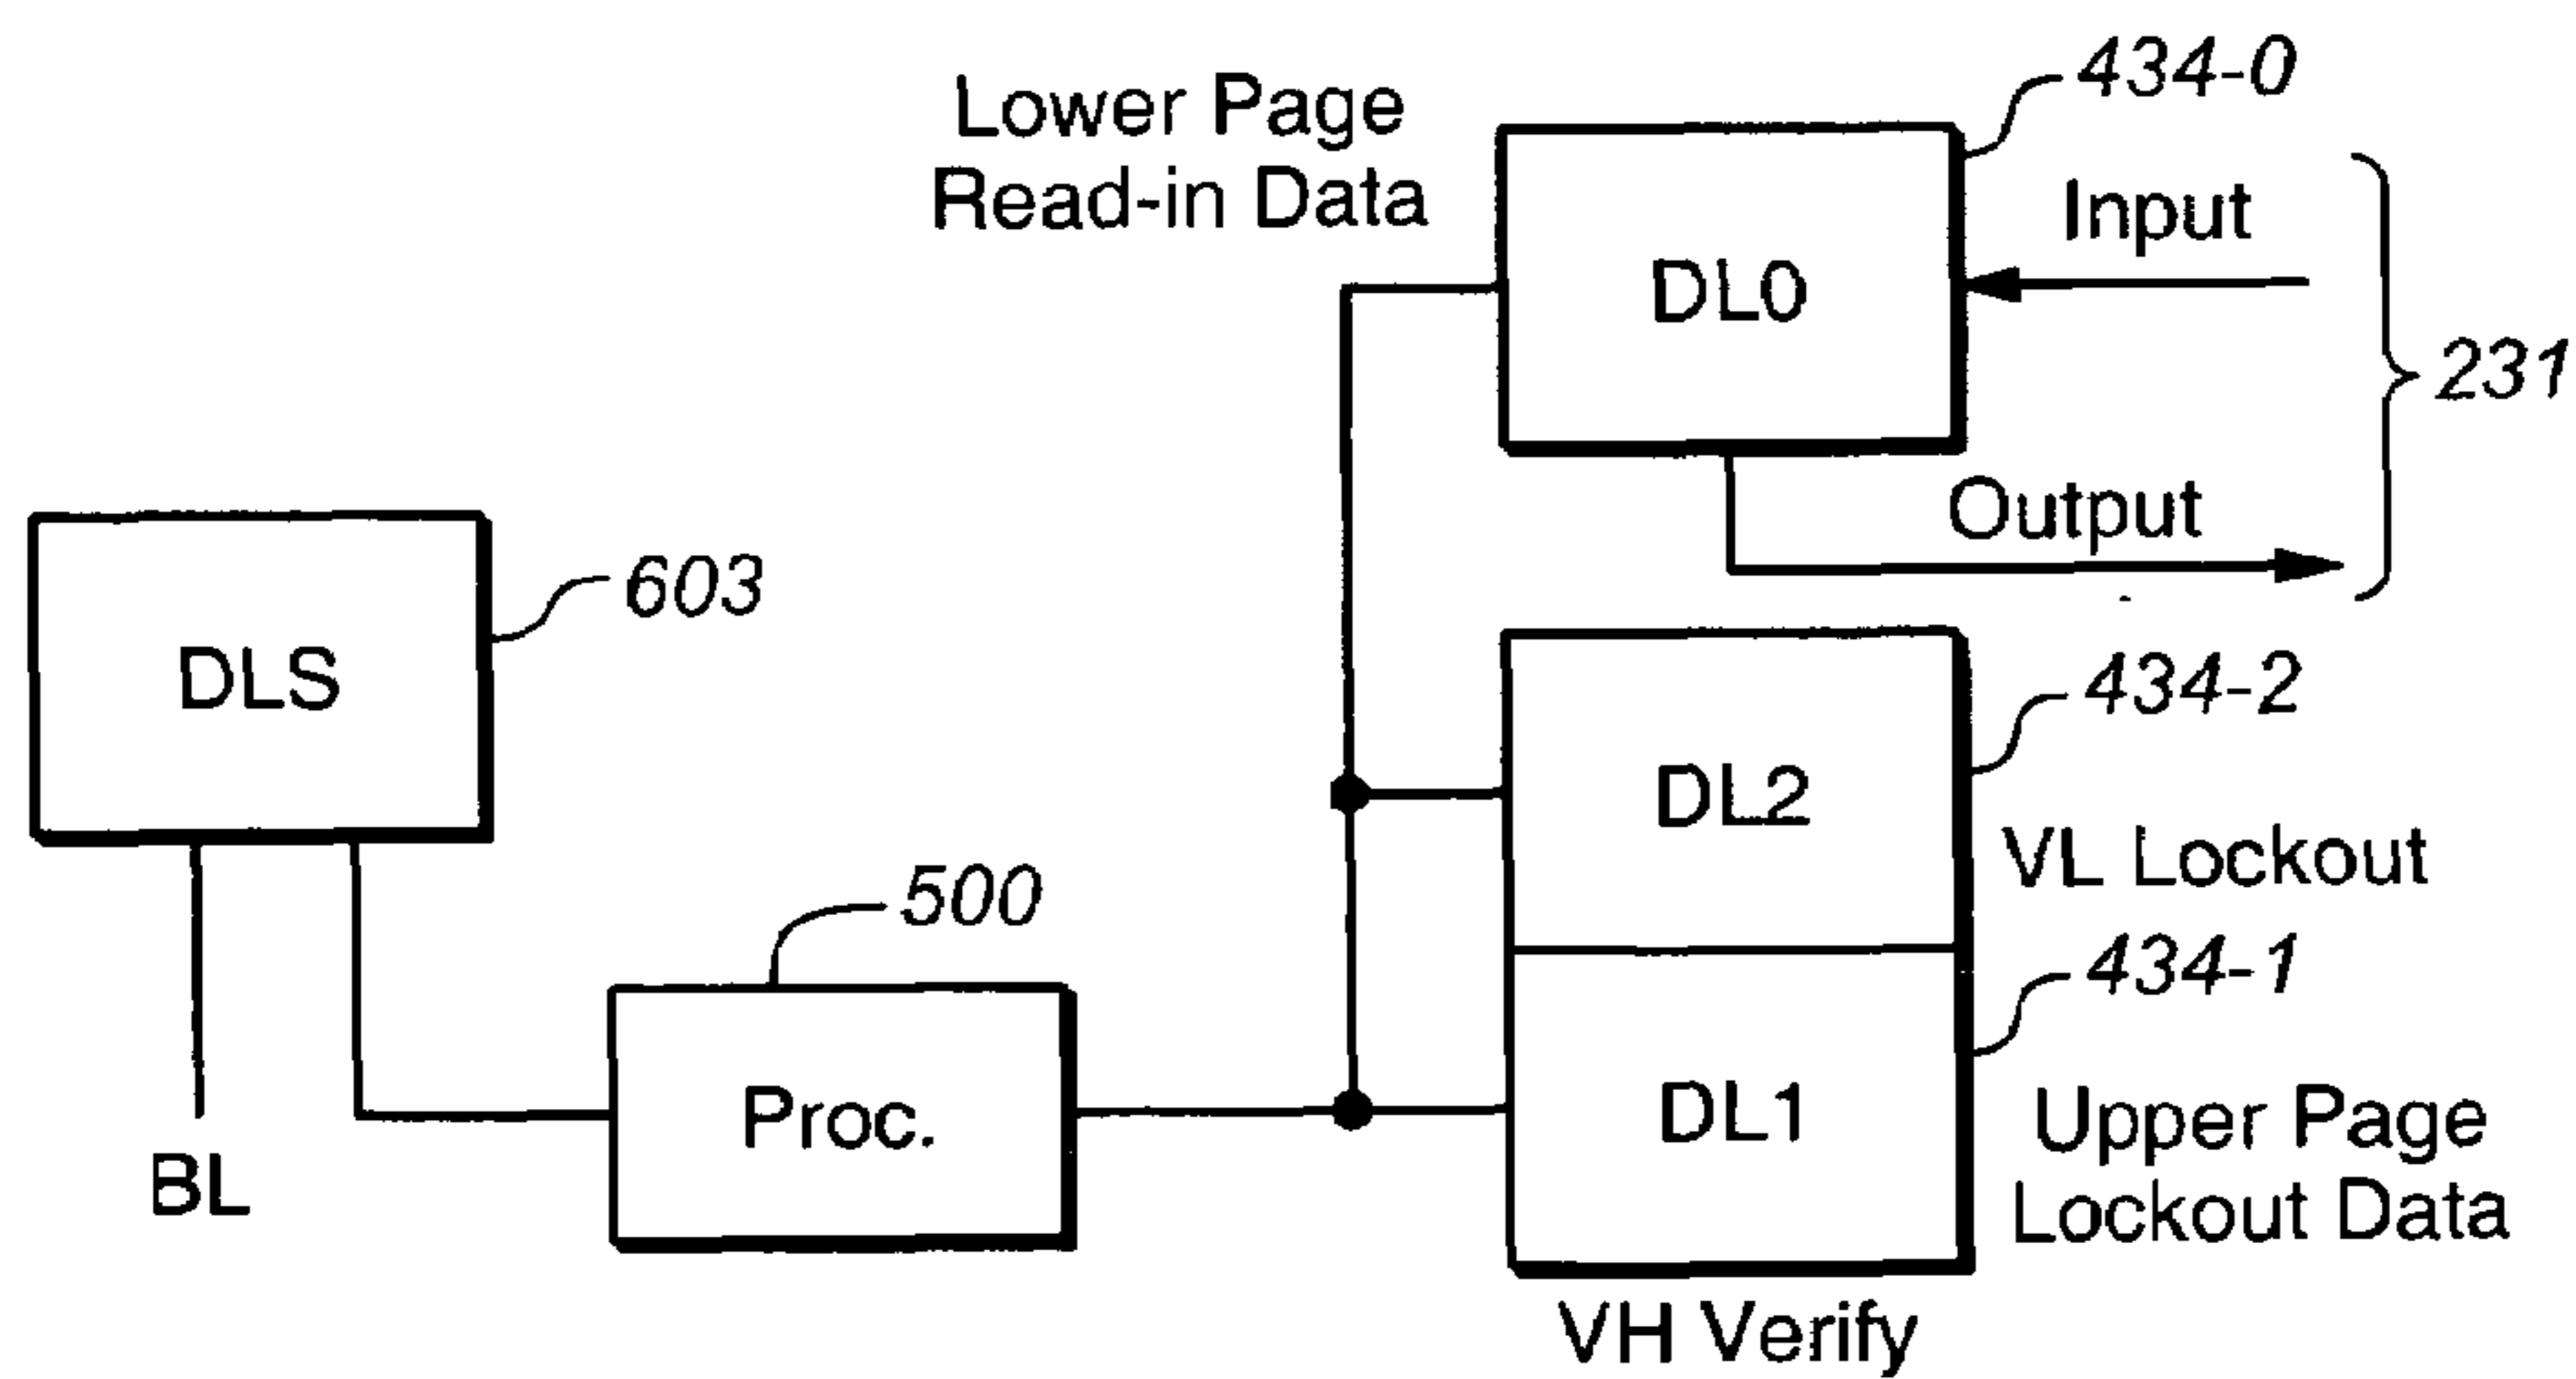 434-0
Lower Page
Read-in Data
Input
DL0
231
Output
603
DLS
434-2
DL2
VL Lockout
500
434-1
Proc.
DL1
Upper Page
Lockout Data
BL
VH Verify